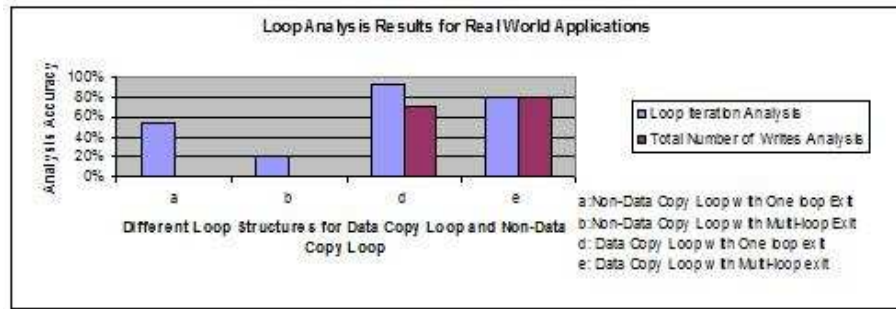 Loop Analysis Results for Real World Applications
Analysis Accuracy
100%
80%
60%
40%
20%
0%
a b d e
Different Loop Structures for Data Copy Loop and Non-Data
Copy Loop
Loop Iteration Analysis
Total Number of Writes Analysis
a:Non-Data Copy Loop with One loop Exit
b:Non-Data Copy Loop with Multi-loop Exit
d: Data Copy Loop with One loop exit
e: Data Copy Loop with Multi-loop exit